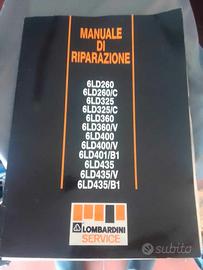 MANUALE
DI
RIPARAZIONE
6LD260
6LD260/C
6LD325
6LD325/C
6LD360
6LD360/V
6LD400
6LD400/V
6LD401/B1
6LD435
6LD435/V
6LD435/B1
LOMBARDINI
SERVICE
subito